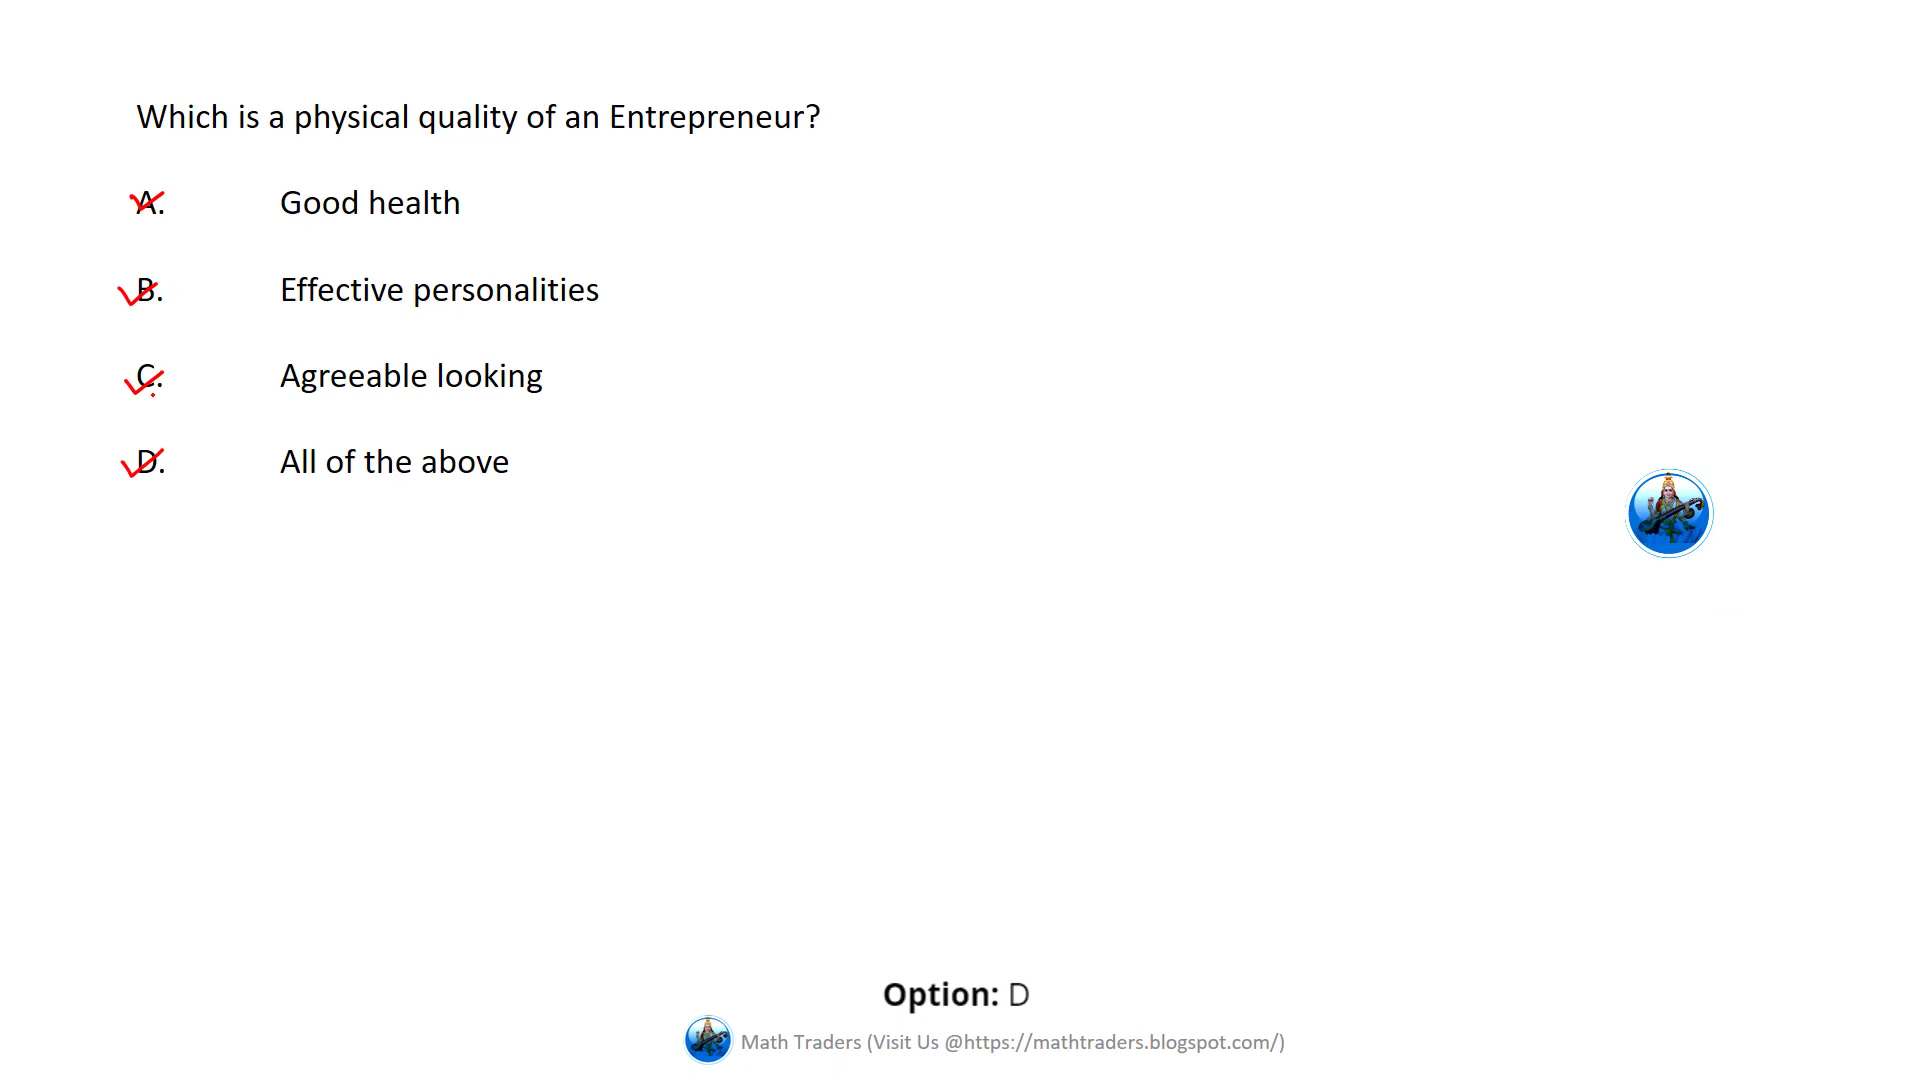 Which is a physical quality of an Entrepreneur?
A. Good health
B. Effective personalities
C. Agreeable looking
D. All of the above
Option: D
Math Traders (Visit Us @https://mathtraders.blogspot.com/)